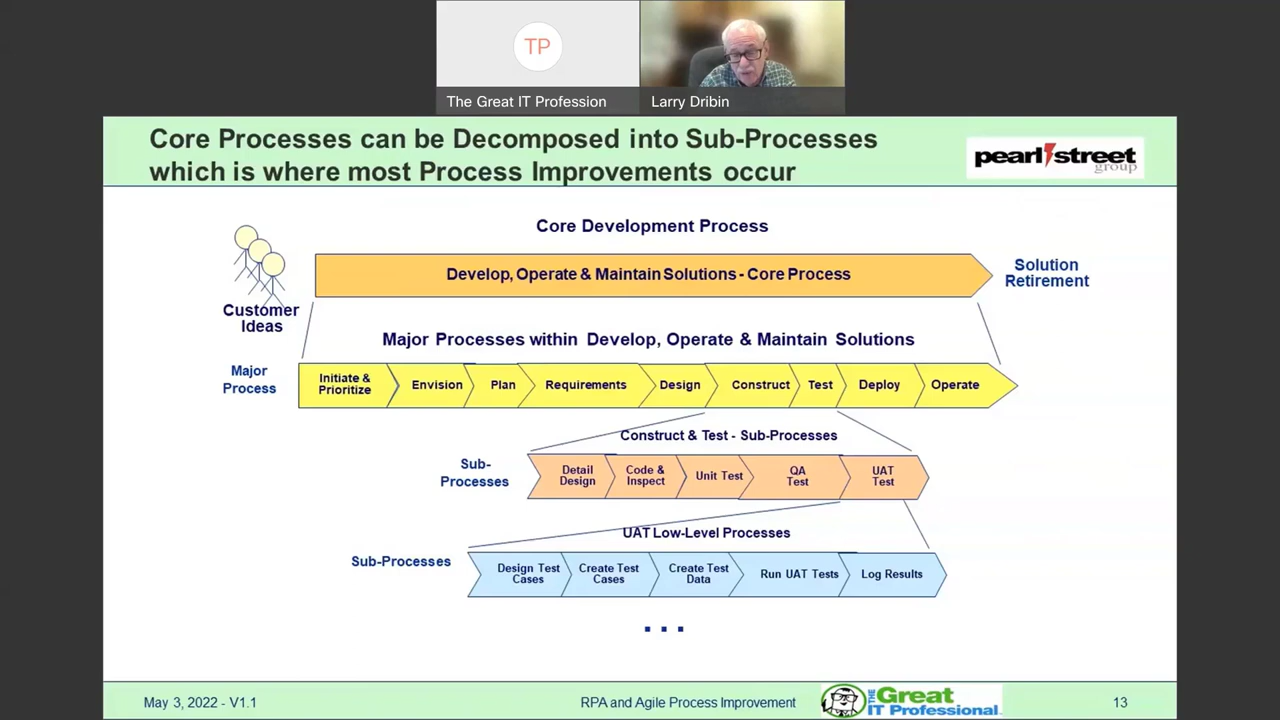 TP
The Great IT Profession
Larry Dribin
Core Processes can be Decomposed into Sub-Processes
which is where most Process Improvements occur
pearl street
group
Core Development Process
Develop, Operate & Maintain Solutions - Core Process
Solution
Retirement
Customer
Ideas
Major Processes within Develop, Operate & Maintain Solutions
Major
Process
Initiate &
Prioritize
Envision
Plan
Requirements
Design
Construct
Test
Deploy
Operate
Construct & Test - Sub-Processes
Sub-
Processes
Detail
Design
Code &
Inspect
Unit Test
QA
Test
UAT
Test
UAT Low-Level Processes
Sub-Processes
Design Test
Cases
Create Test
Cases
Create Test
Data
Run UAT Tests
Log Results
...
May 3, 2022 - V1.1
RPA and Agile Process Improvement
THE Great
IT Professional
13